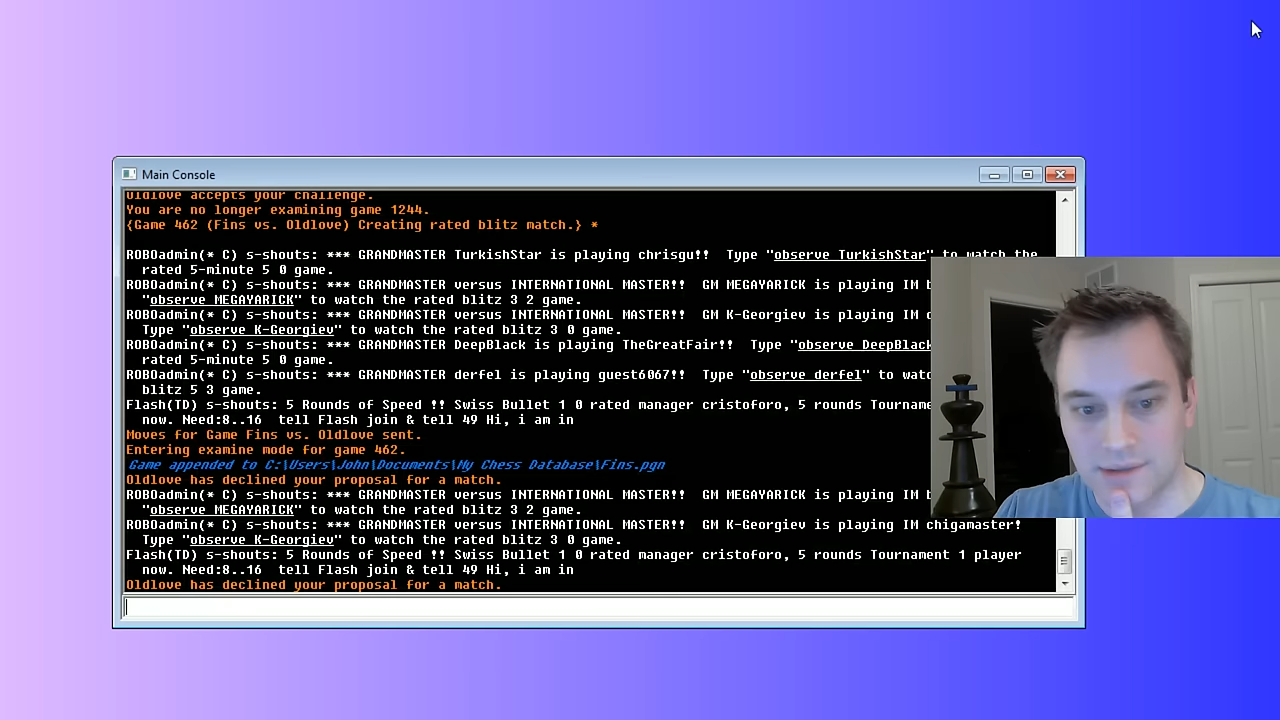 Main Console
Oldlove accepts your challenge.
You are no longer examining game 1244.
{Game 462 (Fins vs. Oldlove) Creating rated blitz match.} *
ROBOadmin(* C) s-shouts: *** GRANDMASTER TurkishStar is playing chrisgu!!  Type "observe TurkishStar" to watch the
rated 5-minute 5 0 game.
ROBOadmin(* C) s-shouts: *** GRANDMASTER versus INTERNATIONAL MASTER!!  GM MEGAYARICK is playing IM
"observe MEGAYARICK" to watch the rated blitz 3 2 game.
ROBOadmin(* C) s-shouts: *** GRANDMASTER versus INTERNATIONAL MASTER!!  GM K-Georgiev is playing IM
Type "observe K-Georgiev" to watch the rated blitz 3 0 game.
ROBOadmin(* C) s-shouts: *** GRANDMASTER DeepBlack is playing TheGreatFair!!  Type "observe DeepBlack
rated 5-minute 5 0 game.
ROBOadmin(* C) s-shouts: *** GRANDMASTER derfel is playing guest6067!!  Type "observe derfel" to
blitz 5 3 game.
Flash(TD) s-shouts: 5 Rounds of Speed !! Swiss Bullet 1 0 rated manager cristoforo, 5 rounds
now. Need:8..16  tell Flash join & tell 49 Hi, i am in
Moves for Game Fins vs. Oldlove sent.
Entering examine mode for game 462.
Game appended to C:\Users\John\Documents\My Chess Database\Fins.pgn
Oldlove has declined your proposal for a match.
ROBOadmin(* C) s-shouts: *** GRANDMASTER versus INTERNATIONAL MASTER!!  GM MEGAYARICK is playing IM
"observe MEGAYARICK" to watch the rated blitz 3 2 game.
ROBOadmin(* C) s-shouts: *** GRANDMASTER versus INTERNATIONAL MASTER!!  GM K-Georgiev is playing IM chigamaster!
Type "observe K-Georgiev" to watch the rated blitz 3 0 game.
Flash(TD) s-shouts: 5 Rounds of Speed !! Swiss Bullet 1 0 rated manager cristoforo, 5 rounds Tournament 1 player
now. Need:8..16  tell Flash join & tell 49 Hi, i am in
Oldlove has declined your proposal for a match.